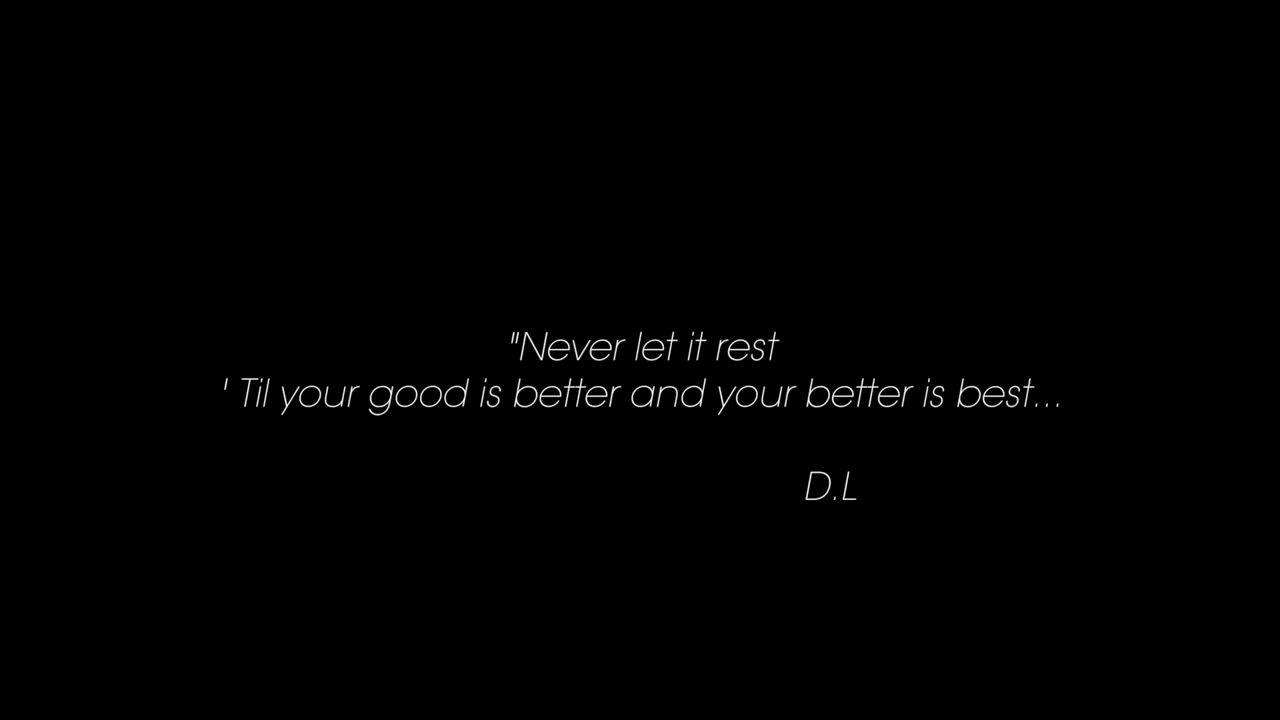 "Never let it rest
' Til your good is better and your better is best...
D.L